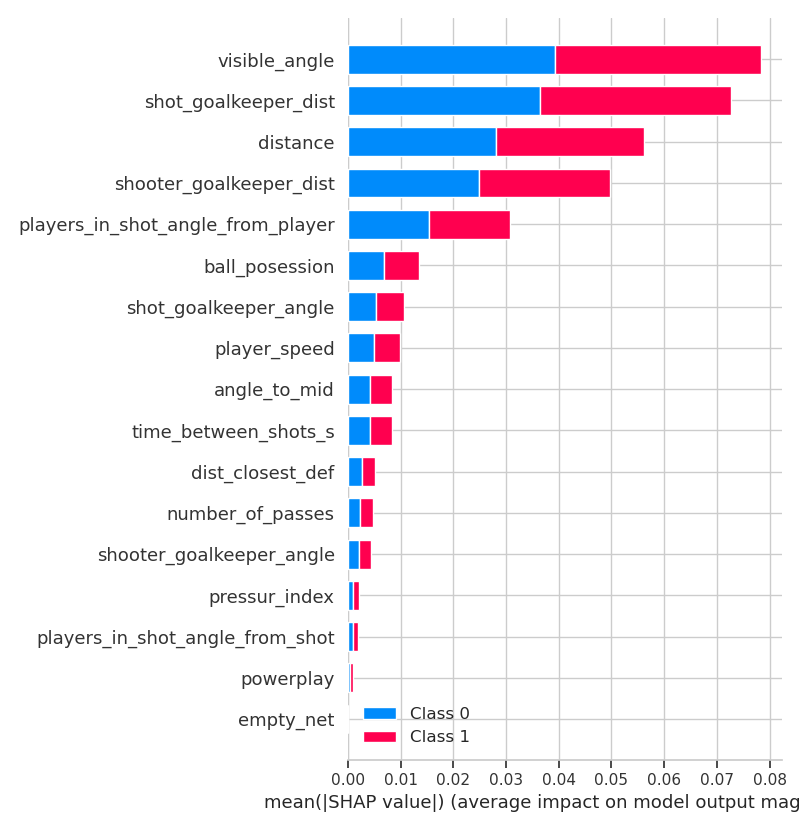 visible_angle
shot_goalkeeper_dist
distance
shooter_goalkeeper_dist
players_in_shot_angle_from_player
ball_posession
shot_goalkeeper_angle
player_speed
angle_to_mid
time_between_shots_s
dist_closest_def
number_of_passes
shooter_goalkeeper_angle
pressur_index
players_in_shot_angle_from_shot
powerplay
empty_net
Class 0
Class 1
0.00 0.01 0.02 0.03 0.04 0.05 0.06 0.07 0.08
mean(|SHAP value|) (average impact on model output mag